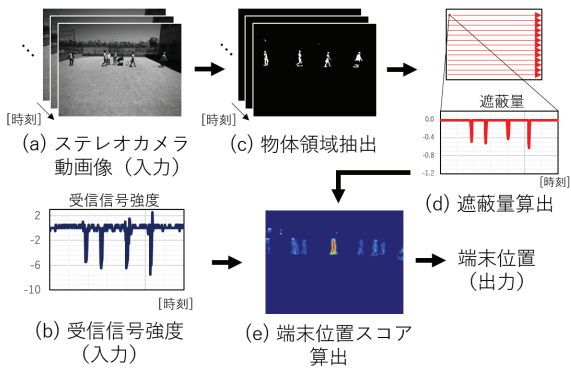 [時刻]
(a) ステレオカメラ
動画像（入力）
[時刻]
(c) 物体領域抽出
遮蔽量
0.0
-0.4
-0.8
-1.2
[時刻]
(d) 遮蔽量算出
受信信号強度
2
-2
-6
-10
[時刻]
(b) 受信信号強度
（入力）
(e) 端末位置スコア
算出
端末位置
（出力）